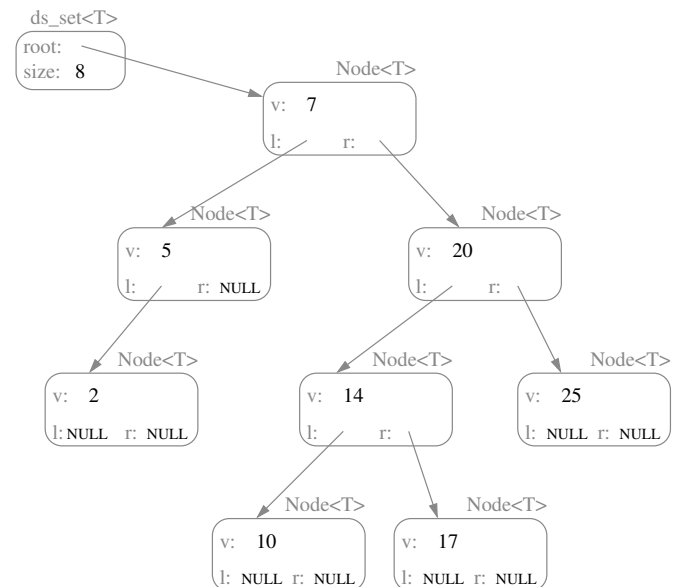 ds_set<T>
root:
size: 8
Node<T>
v: 7
l: r:
Node<T> Node<T>
v: 5 v: 20
l: r: NULL l: r:
Node<T> Node<T> Node<T>
v: 2 v: 14 v: 25
l: NULL r: NULL l: r: l: NULL r: NULL
Node<T> Node<T>
v: 10 v: 17
l: NULL r: NULL l: NULL r: NULL